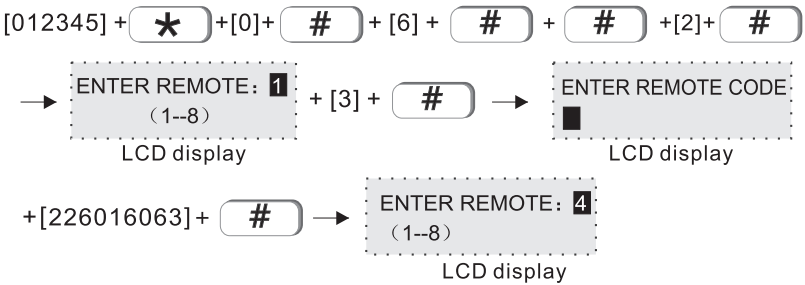 [012345] + * +[0]+ # + [6] + # + # +[2]+ #
→ ENTER REMOTE: 1 + [3] + # → ENTER REMOTE CODE
(1--8)
LCD display LCD display
+[226016063]+ # → ENTER REMOTE: 4
(1--8)
LCD display